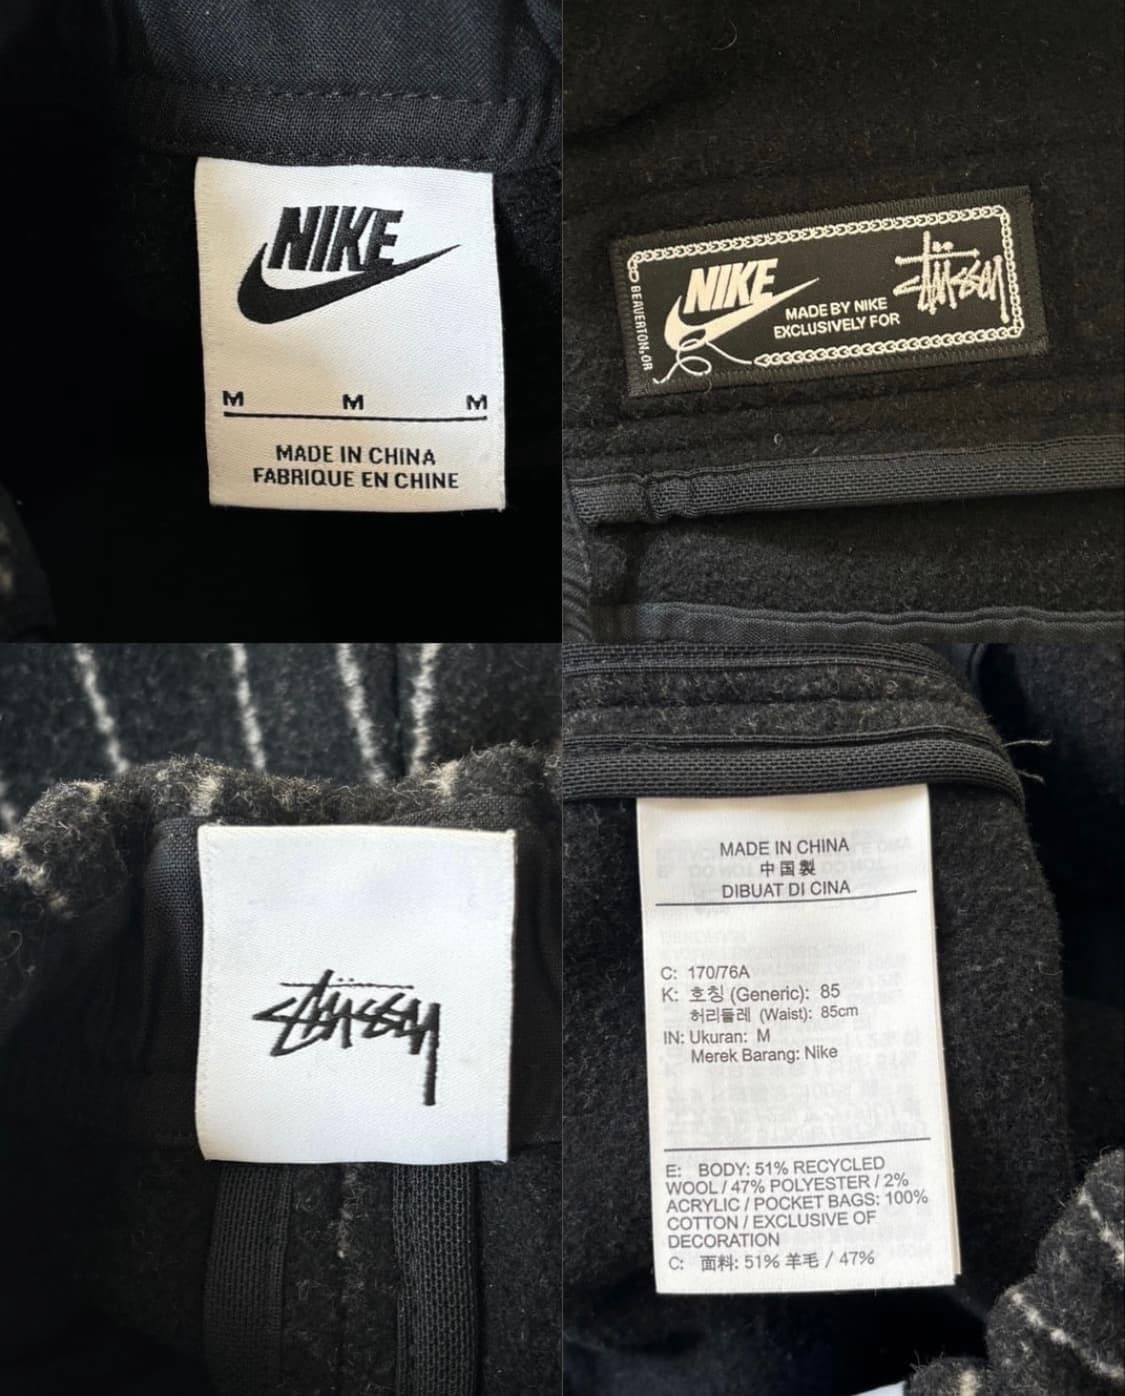 NIKE
M M M
MADE IN CHINA
FABRIQUE EN CHINE
BEAVERTON, OR
NIKE
MADE BY NIKE
EXCLUSIVELY FOR
Stüssy
Stüssy
MADE IN CHINA
中国製
DIBUAT DI CINA
C: 170/76A
K: 호칭 (Generic): 85
허리둘레 (Waist): 85cm
IN: Ukuran: M
Merek Barang: Nike
E: BODY: 51% RECYCLED
WOOL / 47% POLYESTER / 2%
ACRYLIC / POCKET BAGS: 100%
COTTON / EXCLUSIVE OF
DECORATION
C: 面料: 51% 羊毛 / 47%